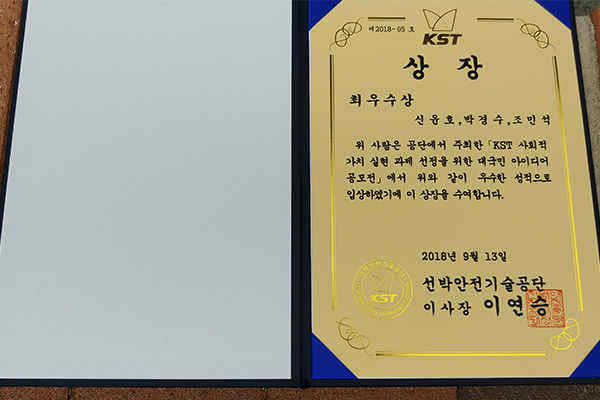 제2018-05 호
KST
상 장
최우수상
신윤호,박경수,조민석
위 사람은 공단에서 주최한「KST 사회적
가치 실현 과제 선정을 위한 대국민 아이디어
공모전」에서 위와 같이 우수한 성적으로
입상하였기에 이 상장을 수여합니다.
2018년 9월 13일
선박안전기술공단
이사장 이연승
KST